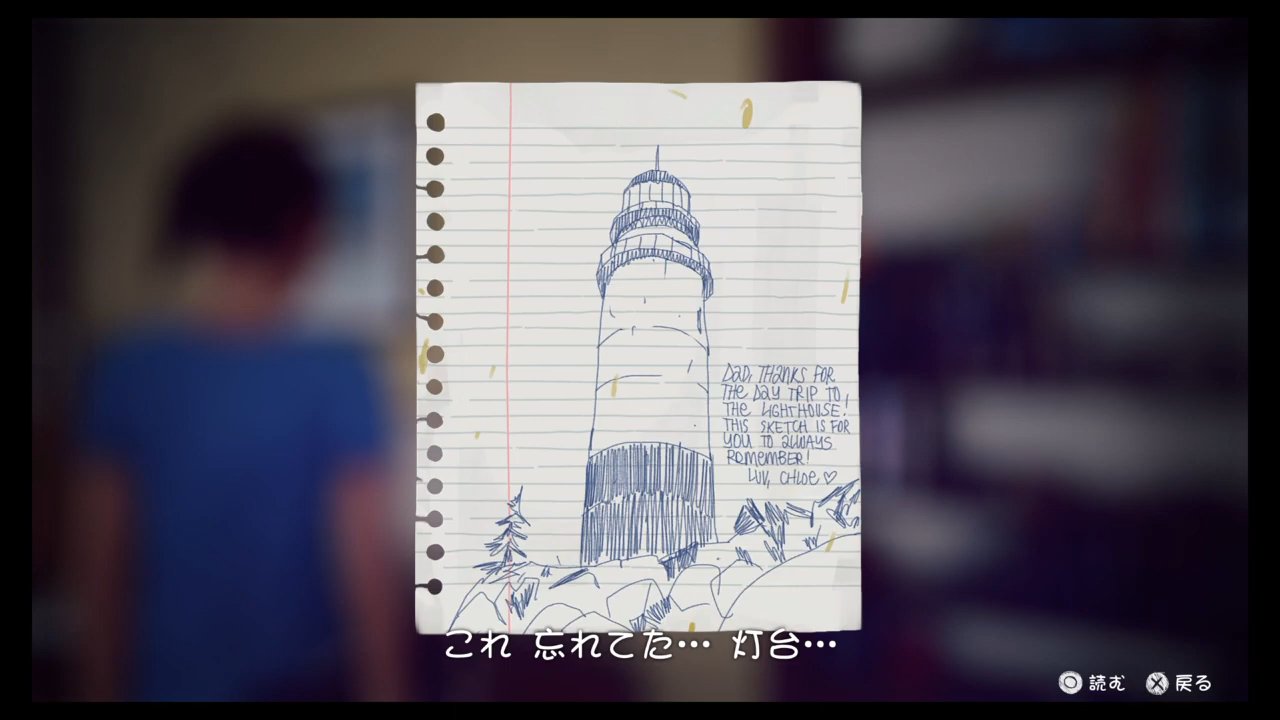 DAD, THANKS FOR
THE DAY TRIP TO
THE LIGHTHOUSE!
THIS SKETCH IS FOR
YOU TO ALWAYS
REMEMBER!
LUV, CHLOE ♡
これ 忘れてた… 灯台…
読む 戻る